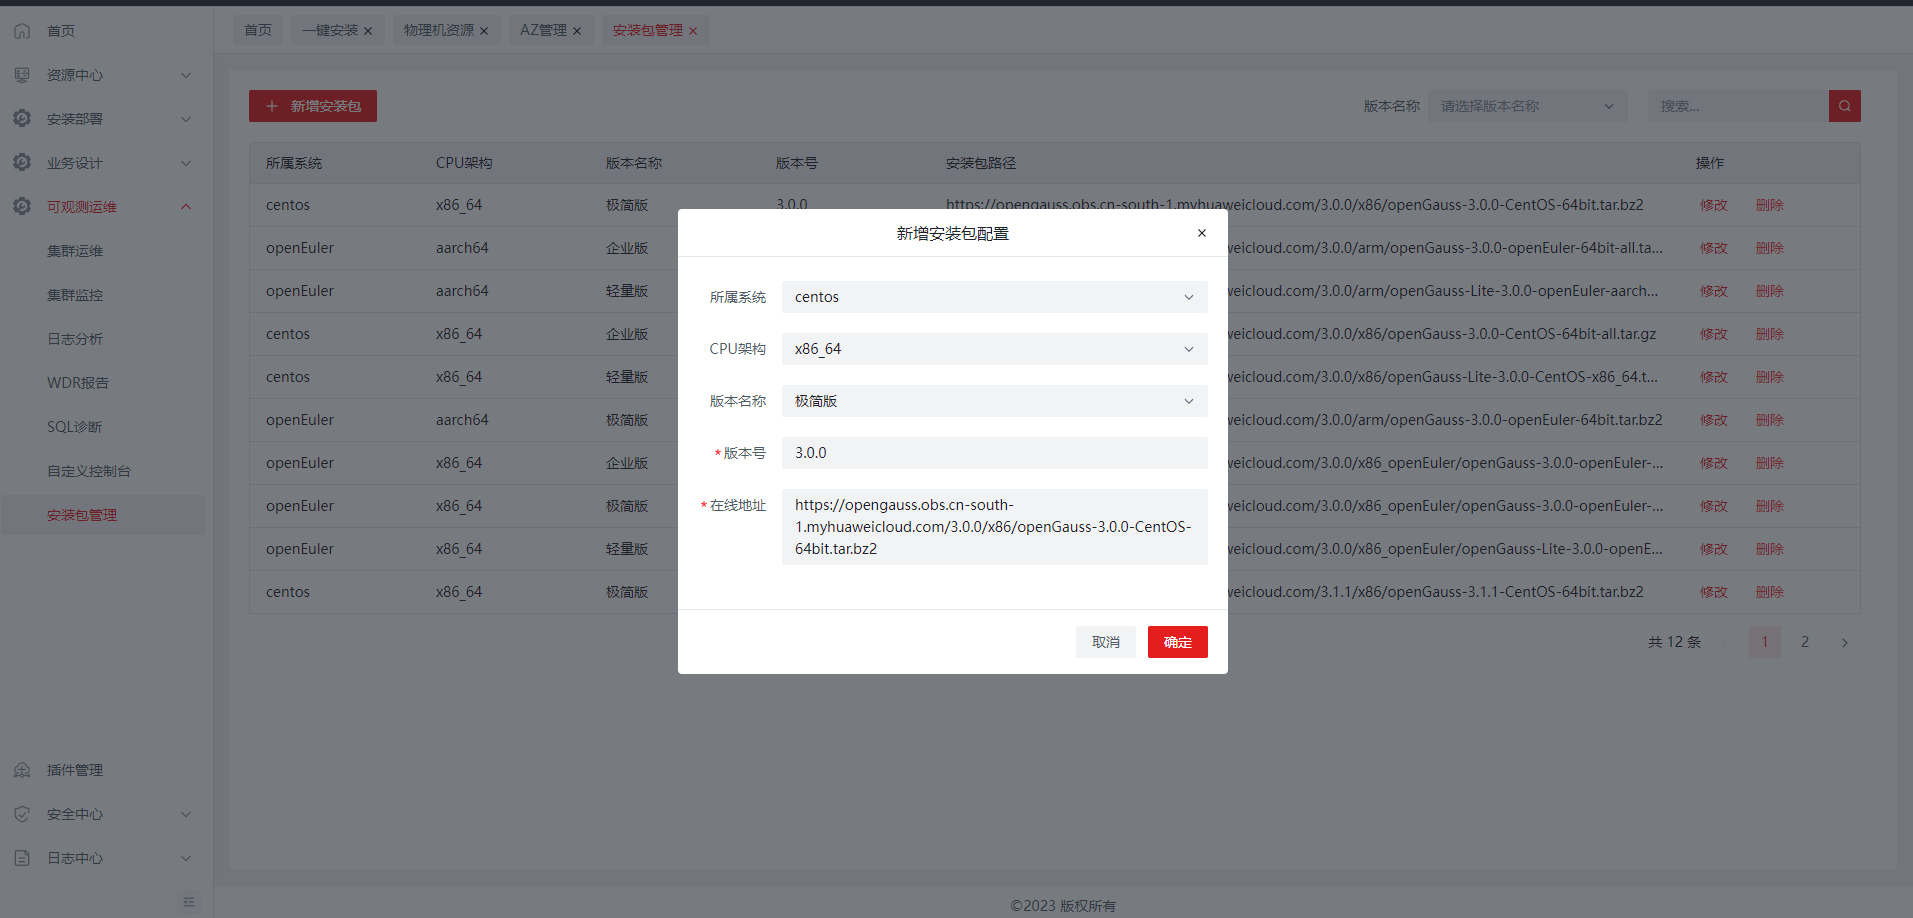 首页
资源中心
安装部署
业务设计
可观测运维
集群运维
集群监控
日志分析
WDR报告
SQL诊断
自定义控制台
安装包管理
插件管理
安全中心
日志中心
首页 一键安装 × 物理机资源 × AZ管理 × 安装包管理 ×
+ 新增安装包 版本名称 请选择版本名称 搜索...
所属系统 CPU架构 版本名称 版本号 安装包路径 操作
centos x86_64 极简版 3.0.0 https://opengauss.obs.cn-south-1.myhuaweicloud.com/3.0.0/x86/openGauss-3.0.0-CentOS-64bit.tar.bz2 修改 删除
openEuler aarch64 企业版 weicloud.com/3.0.0/arm/openGauss-3.0.0-openEuler-64bit-all.ta... 修改 删除
openEuler aarch64 轻量版 weicloud.com/3.0.0/arm/openGauss-Lite-3.0.0-openEuler-aarch... 修改 删除
centos x86_64 企业版 weicloud.com/3.0.0/x86/openGauss-3.0.0-CentOS-64bit-all.tar.gz 修改 删除
centos x86_64 轻量版 weicloud.com/3.0.0/x86/openGauss-Lite-3.0.0-CentOS-x86_64.t... 修改 删除
openEuler aarch64 极简版 weicloud.com/3.0.0/arm/openGauss-3.0.0-openEuler-64bit.tar.bz2 修改 删除
openEuler x86_64 企业版 weicloud.com/3.0.0/x86_openEuler/openGauss-3.0.0-openEuler-... 修改 删除
openEuler x86_64 极简版 weicloud.com/3.0.0/x86_openEuler/openGauss-3.0.0-openEuler-... 修改 删除
openEuler x86_64 轻量版 weicloud.com/3.0.0/x86_openEuler/openGauss-Lite-3.0.0-openE... 修改 删除
centos x86_64 极简版 weicloud.com/3.1.1/x86/openGauss-3.1.1-CentOS-64bit.tar.bz2 修改 删除
共 12 条 1 2
新增安装包配置 ×
所属系统 centos
CPU架构 x86_64
版本名称 极简版
*版本号 3.0.0
*在线地址 https://opengauss.obs.cn-south-
1.myhuaweicloud.com/3.0.0/x86/openGauss-3.0.0-CentOS-
64bit.tar.bz2
取消 确定
©2023 版权所有